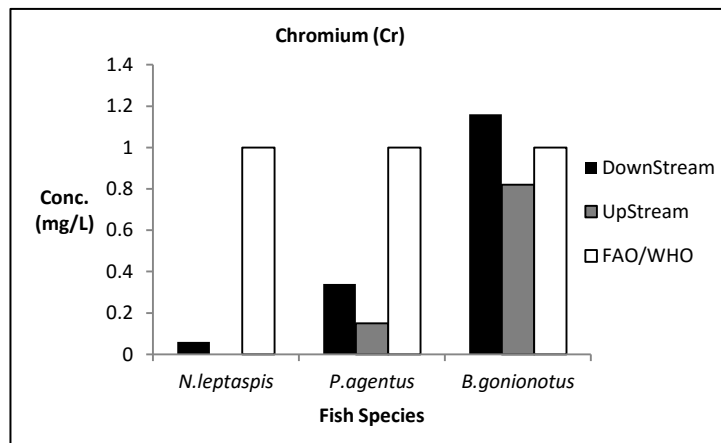 Chromium (Cr)
1.4
1.2
1
0.8
0.6
0.4
0.2
0
Conc.
(mg/L)
N.leptaspis
P.agentus
B.gonionotus
Fish Species
DownStream
UpStream
FAO/WHO